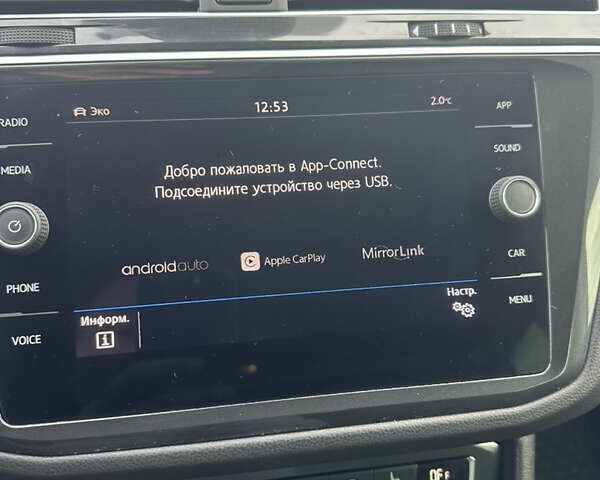 Эко 12:53 2.0°C
RADIO
MEDIA
PHONE
VOICE
Добро пожаловать в App-Connect.
Подсоедините устройство через USB.
androidauto Apple CarPlay MirrorLink
Информ. Настр.
i
APP
SOUND
CAR
MENU
OFF